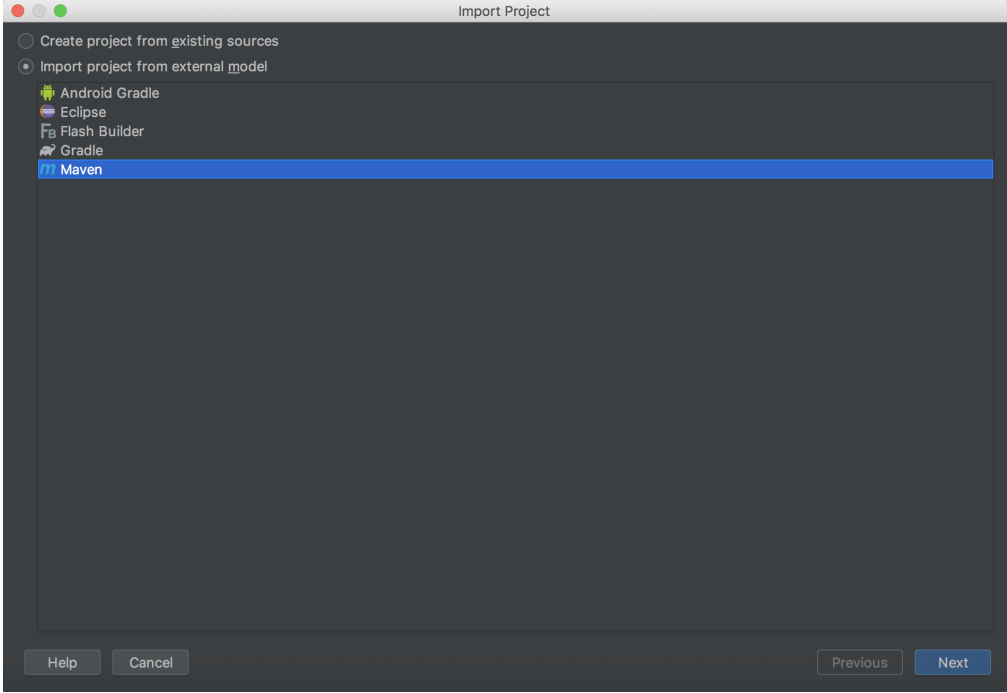 Import Project
Create project from existing sources
Import project from external model
Android Gradle
Eclipse
FB Flash Builder
Gradle
m Maven
Help Cancel Previous Next